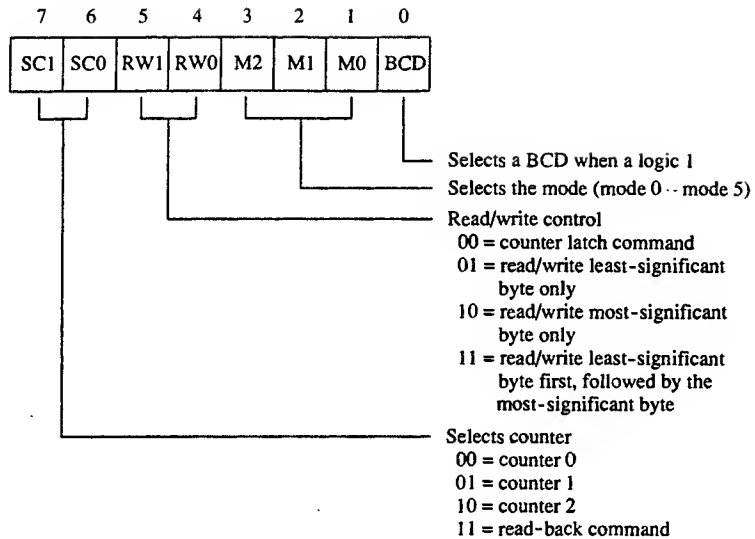 7 6 5 4 3 2 1 0
SC1 SC0 RW1 RW0 M2 M1 M0 BCD
Selects a BCD when a logic 1
Selects the mode (mode 0 -- mode 5)
Read/write control
00 = counter latch command
01 = read/write least-significant
byte only
10 = read/write most-significant
byte only
11 = read/write least-significant
byte first, followed by the
most-significant byte
Selects counter
00 = counter 0
01 = counter 1
10 = counter 2
11 = read-back command